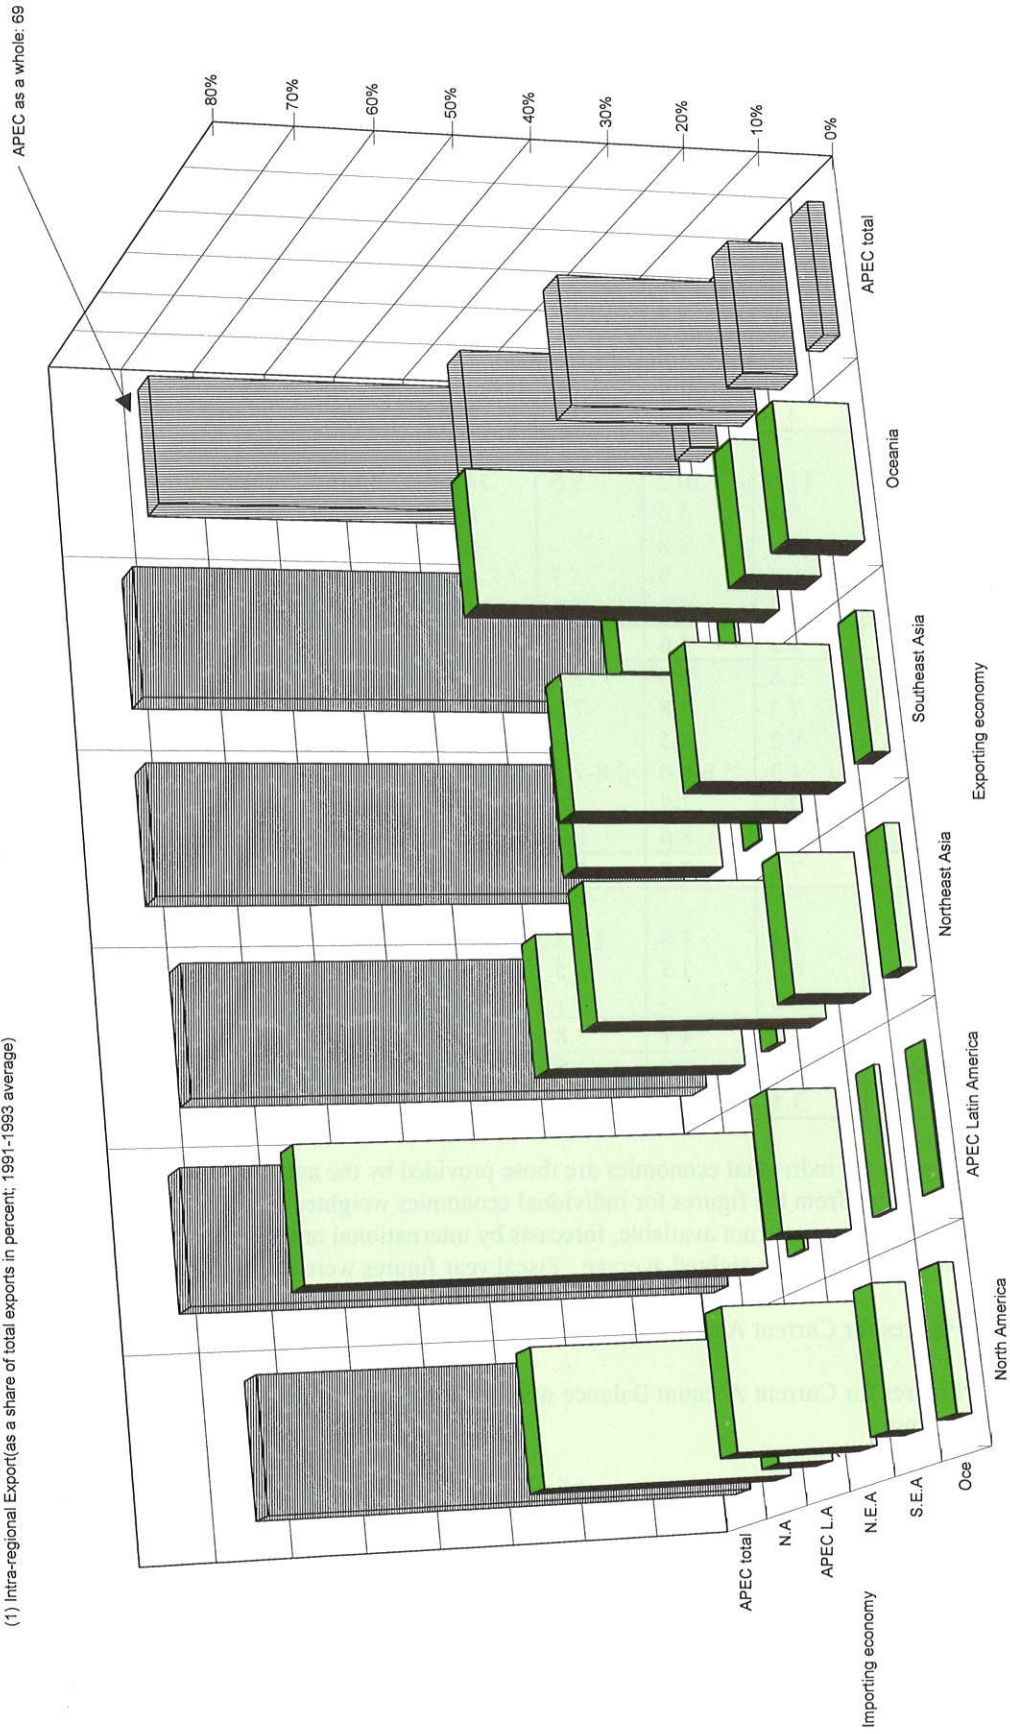 (1) Intra-regional Export(as a share of total exports in percent; 1991-1993 average)
APEC as a whole: 69
80%
70%
60%
50%
40%
30%
20%
10%
0%
APEC total
N.A
APEC L.A
N.E.A
S.E.A
Oce
Importing economy
North America
APEC Latin America
Northeast Asia
Southeast Asia
Oceania
APEC total
Exporting economy